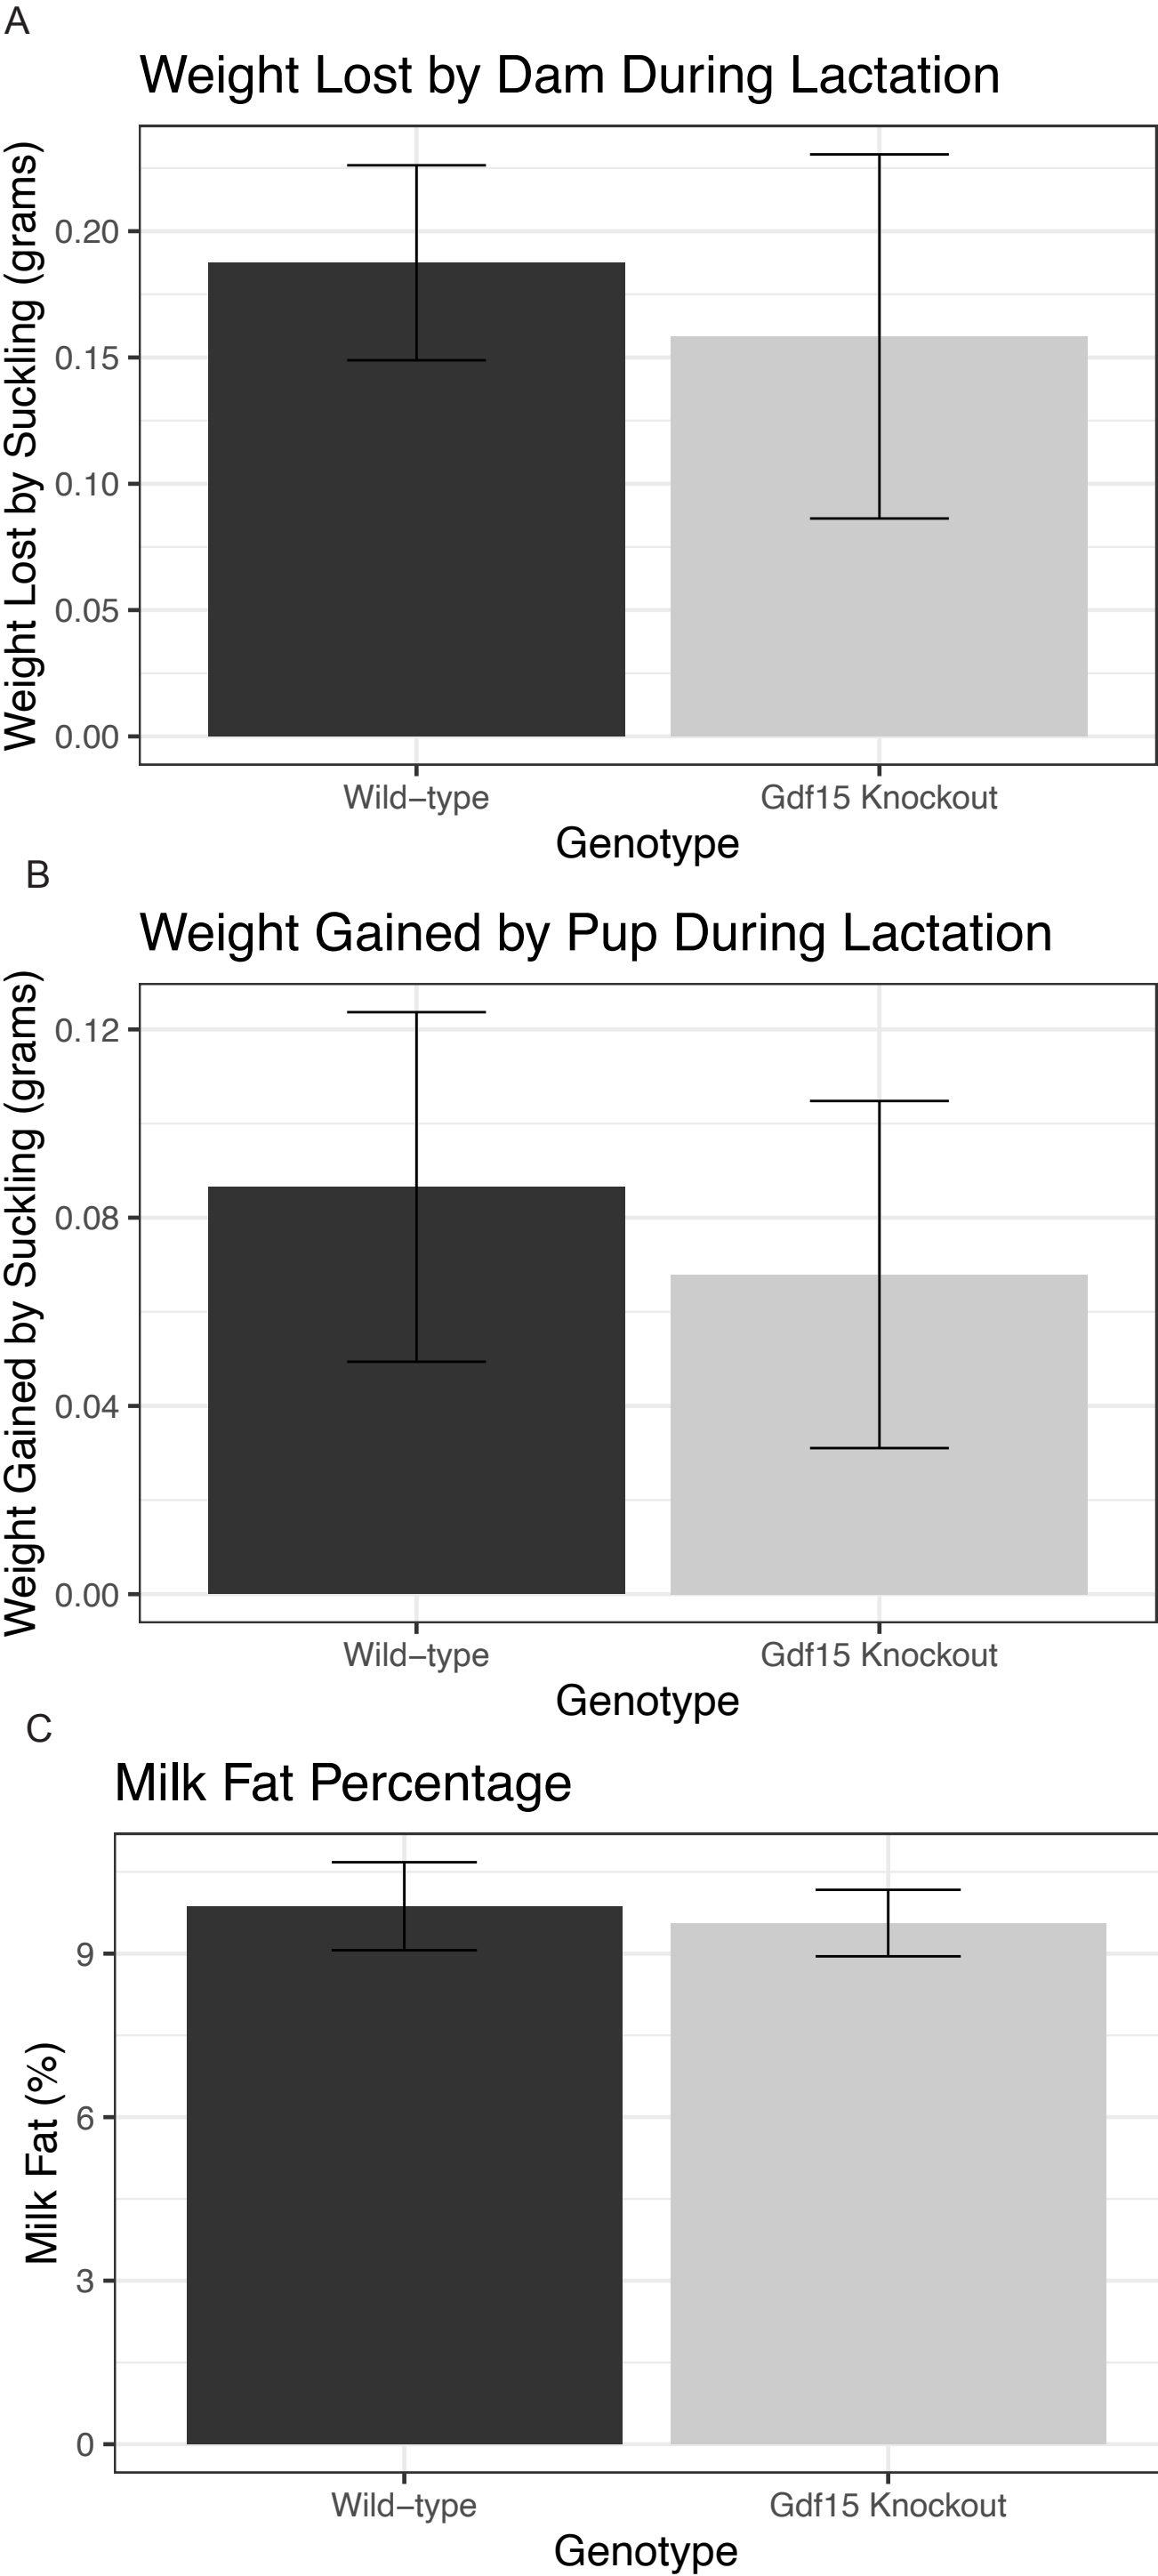 A
Weight Lost by Dam During Lactation
Weight Lost by Suckling (grams)
0.20
0.15
0.10
0.05
0.00
Wild−type
Gdf15 Knockout
Genotype
B
Weight Gained by Pup During Lactation
Weight Gained by Suckling (grams)
0.12
0.08
0.04
0.00
Wild−type
Gdf15 Knockout
Genotype
C
Milk Fat Percentage
Milk Fat (%)
9
6
3
0
Wild−type
Gdf15 Knockout
Genotype